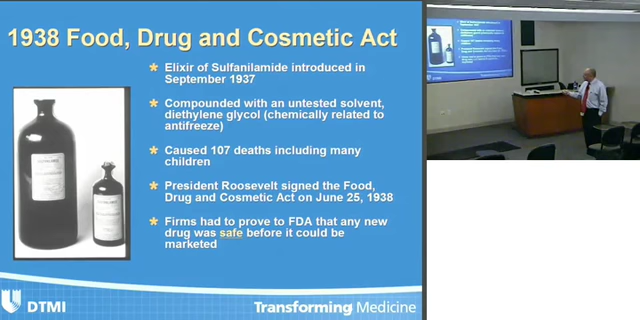 1938 Food, Drug and Cosmetic Act
Elixir of Sulfanilamide introduced in
September 1937
Compounded with an untested solvent,
diethylene glycol (chemically related to
antifreeze)
Caused 107 deaths including many
children
President Roosevelt signed the Food,
Drug and Cosmetic Act on June 25, 1938
Firms had to prove to FDA that any new
drug was safe before it could be
marketed
DTMI
Transforming Medicine